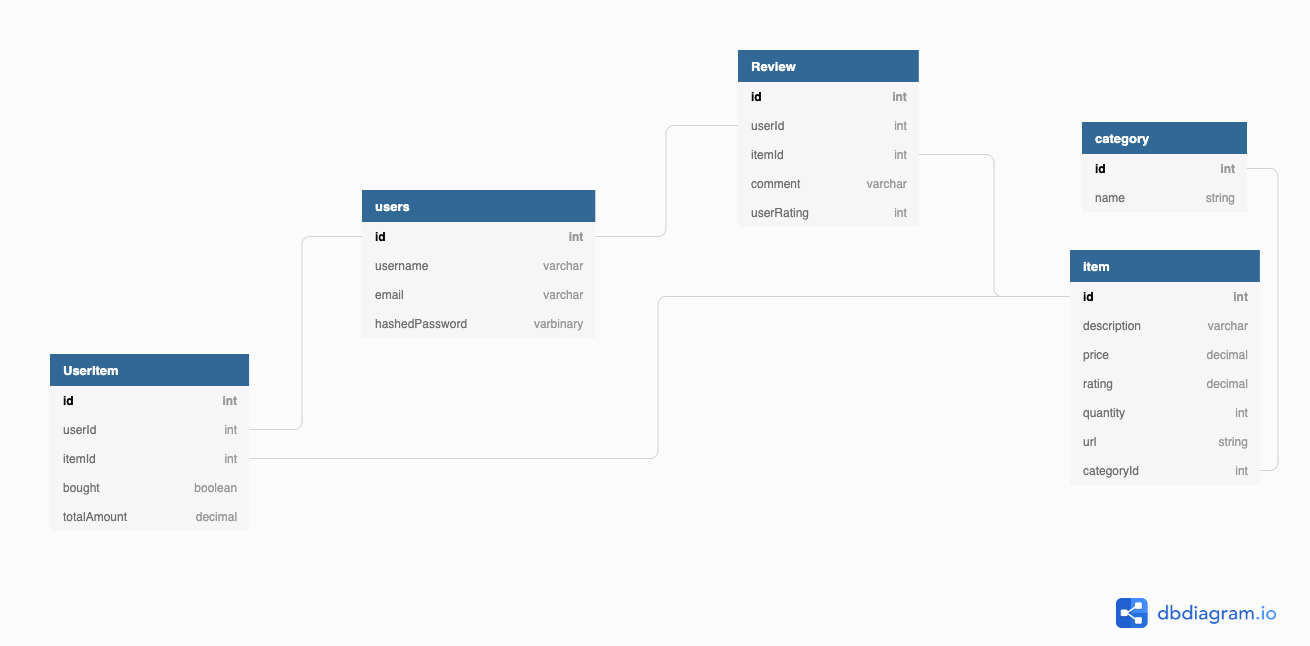 Review
id int
userId int
itemId int
comment varchar
userRating int
category
id int
name string
users
id int
username varchar
email varchar
hashedPassword varbinary
item
id int
description varchar
price decimal
rating decimal
quantity int
url string
categoryId int
UserItem
id int
userId int
itemId int
bought boolean
totalAmount decimal
dbdiagram.io